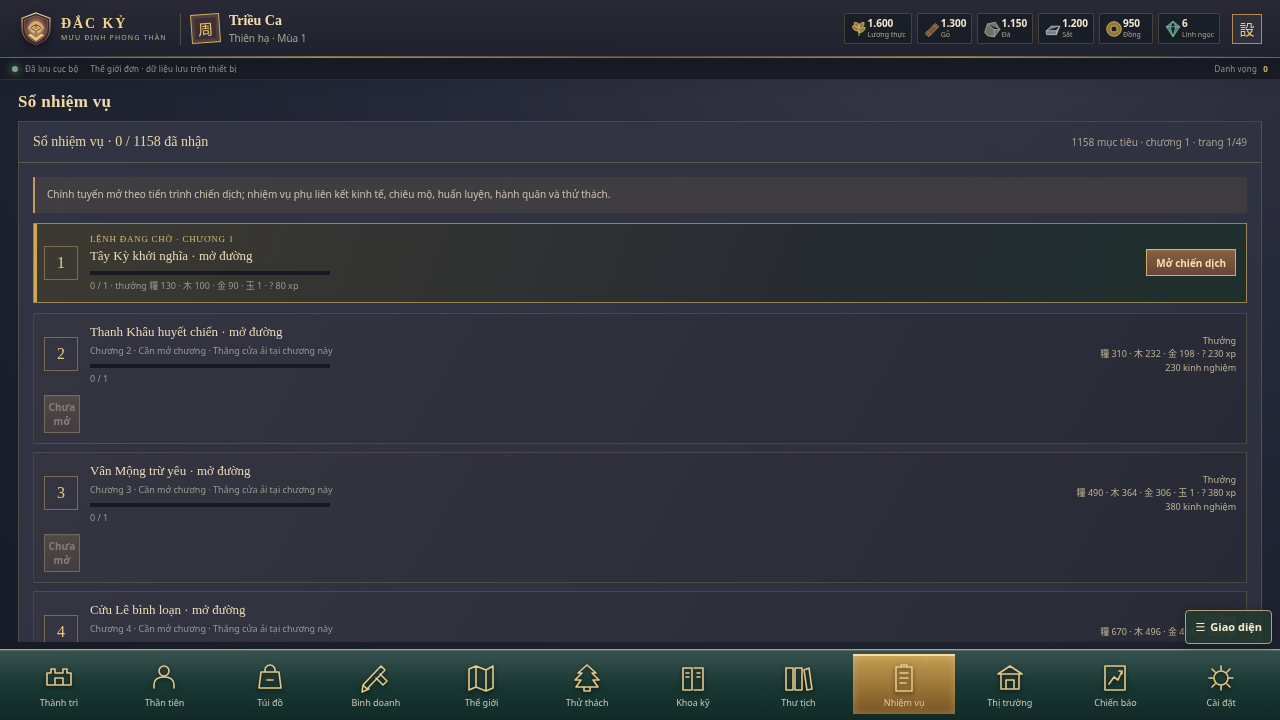 ĐẮC KỶ
MƯU ĐỊNH PHONG THẦN
周
Triều Ca
Thiên hạ · Mùa 1
1.600
Lương thực
1.300
Gỗ
1.150
Đá
1.200
Sắt
950
Đồng
6
Linh ngọc
設
Đã lưu cục bộ
Thế giới đơn · dữ liệu lưu trên thiết bị
Danh vọng 0
Sổ nhiệm vụ
Sổ nhiệm vụ · 0 / 1158 đã nhận
1158 mục tiêu · chương 1 · trang 1/49
Chính tuyến mở theo tiến trình chiến dịch; nhiệm vụ phụ liên kết kinh tế, chiêu mộ, huấn luyện, hành quân và thử thách.
1
LỆNH ĐANG CHỜ · CHƯƠNG 1
Tây Kỳ khởi nghĩa · mở đường
0 / 1 · thưởng 糧 130 · 木 100 · 金 90 · 玉 1 · ? 80 xp
Mở chiến dịch
2
Thanh Khâu huyết chiến · mở đường
Chương 2 · Cần mở chương · Thắng cửa ải tại chương này
0 / 1
Thưởng
糧 310 · 木 232 · 金 198 · ? 230 xp
230 kinh nghiệm
Chưa mở
3
Vân Mộng trừ yêu · mở đường
Chương 3 · Cần mở chương · Thắng cửa ải tại chương này
0 / 1
Thưởng
糧 490 · 木 364 · 金 306 · 玉 1 · ? 380 xp
380 kinh nghiệm
Chưa mở
4
Cửu Lê bình loạn · mở đường
Chương 4 · Cần mở chương · Thắng cửa ải tại chương này
糧 670 · 木 496 · 金 4
☰ Giao diện
Thành trì
Thần tiên
Túi đồ
Binh doanh
Thế giới
Thử thách
Khoa kỹ
Thư tịch
Nhiệm vụ
Thị trường
Chiến báo
Cài đặt